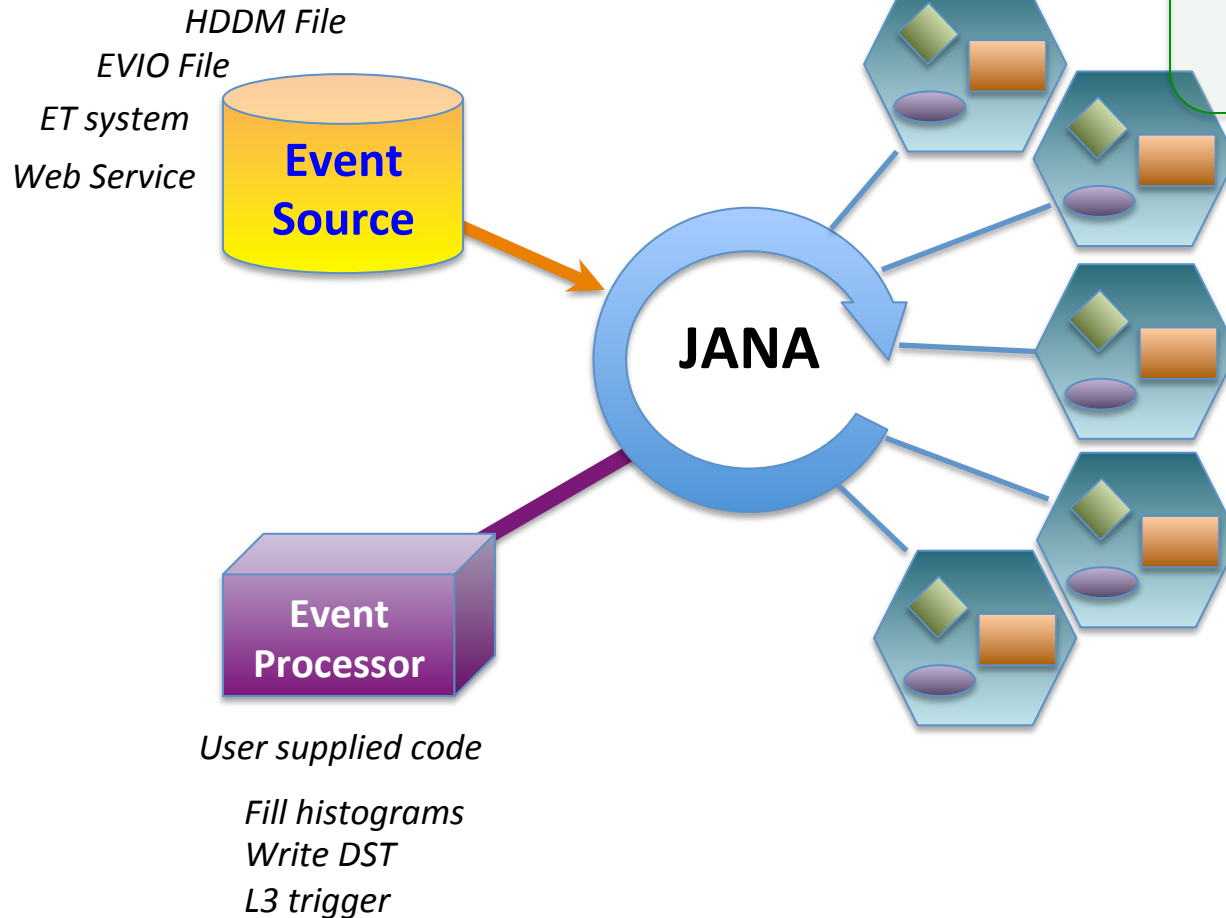 HDDM File
EVIO File
ET system
Web Service
Event
Source
JANA
Event
Processor
User supplied code
Fill histograms
Write DST
L3 trigger